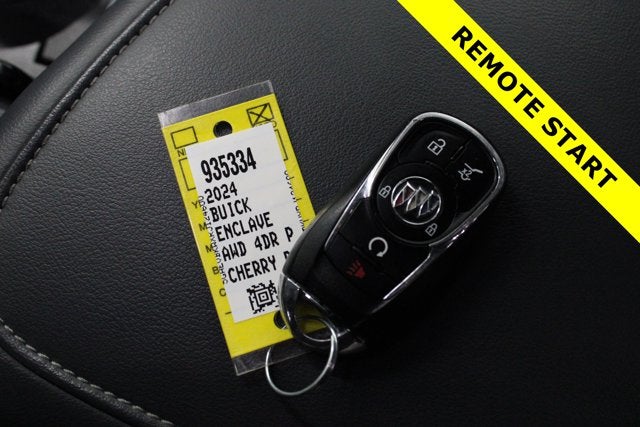 REMOTE START
935334
2024
BUICK
ENCLAVE
AWD 4DR P
CHERRY